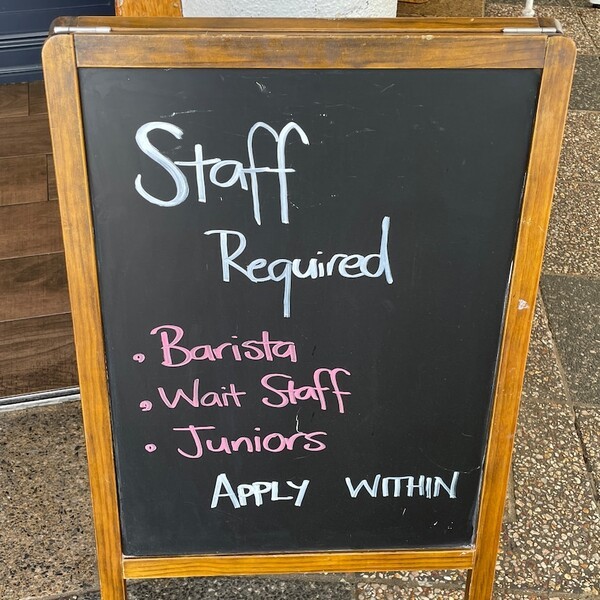 Staff
Required
• Barista
• Wait Staff
• Juniors
APPLY WITHIN